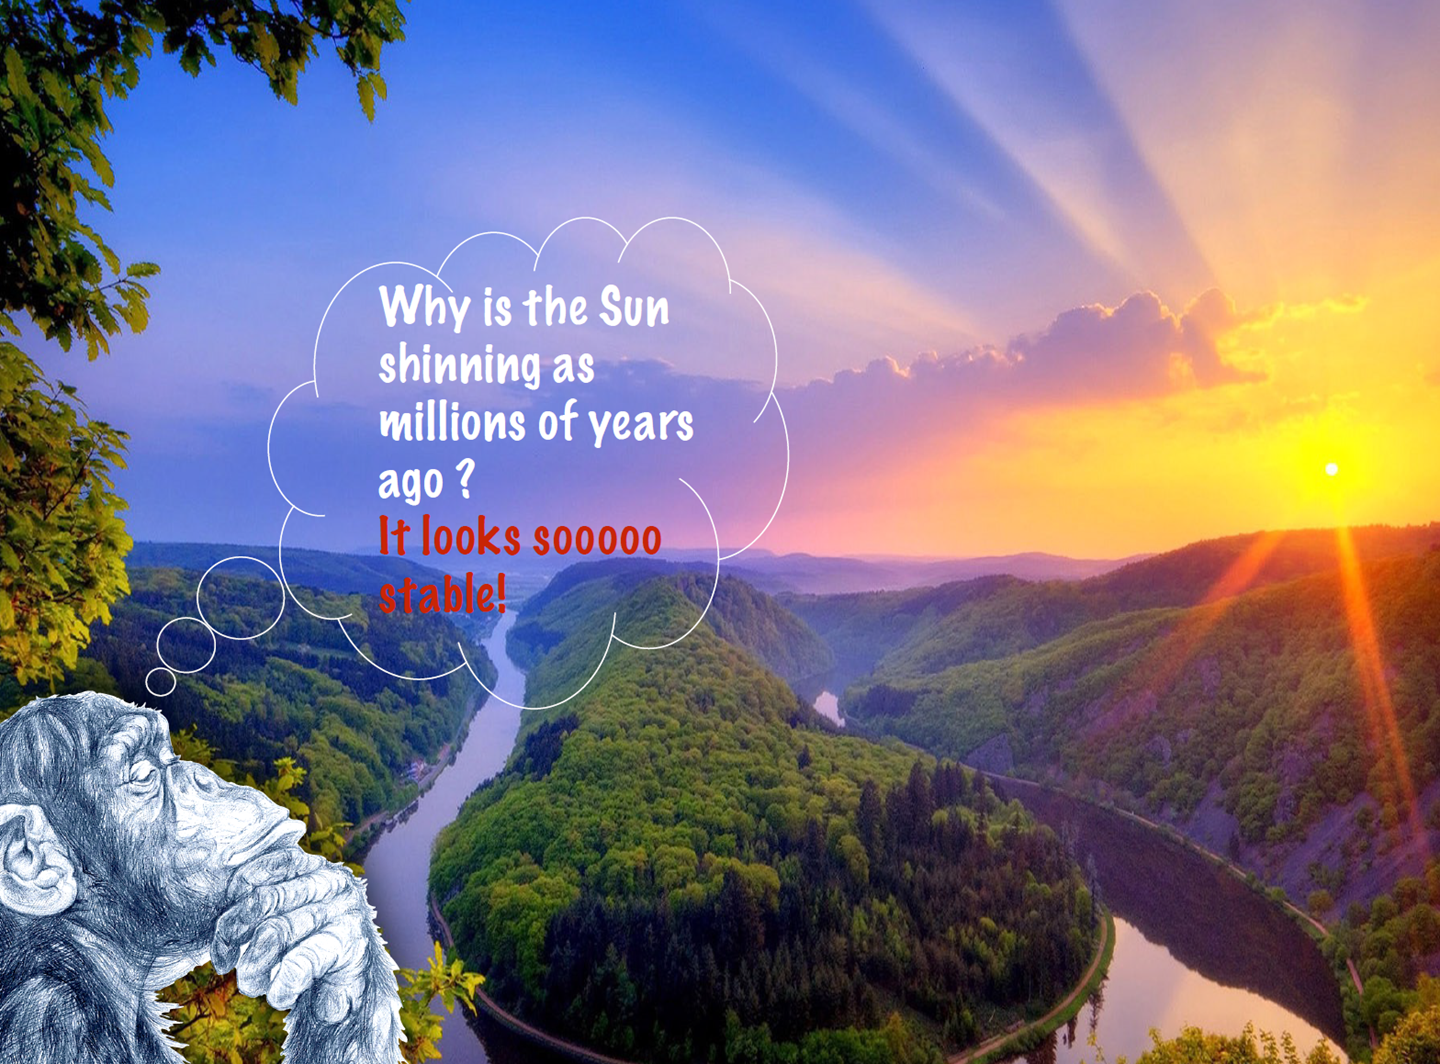 Why is the Sun
shinning as
millions of years
ago ?
It looks sooooo
stable!